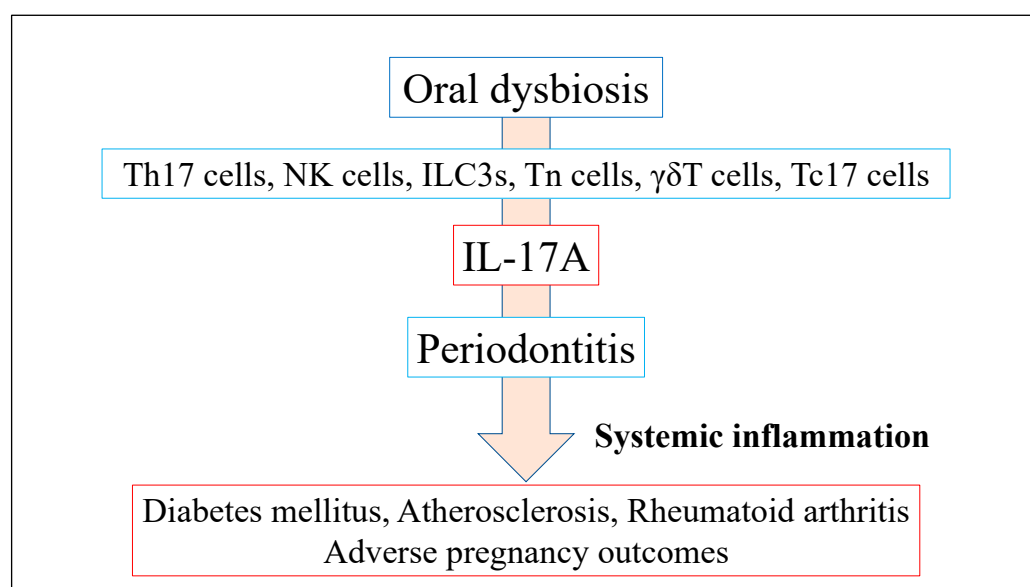 Oral dysbiosis
Th17 cells, NK cells, ILC3s, Tn cells, γδT cells, Tc17 cells
IL-17A
Periodontitis
Systemic inflammation
Diabetes mellitus, Atherosclerosis, Rheumatoid arthritis
Adverse pregnancy outcomes